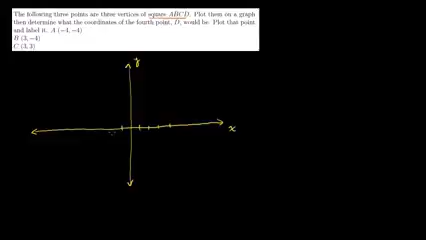 The following three points are three vertices of square ABCD. Plot them on a graph
then determine what the coordinates of the fourth point, D, would be. Plot that point
and label it. A (−4, −4)
B (3, −4)
C (3, 3)
y
x